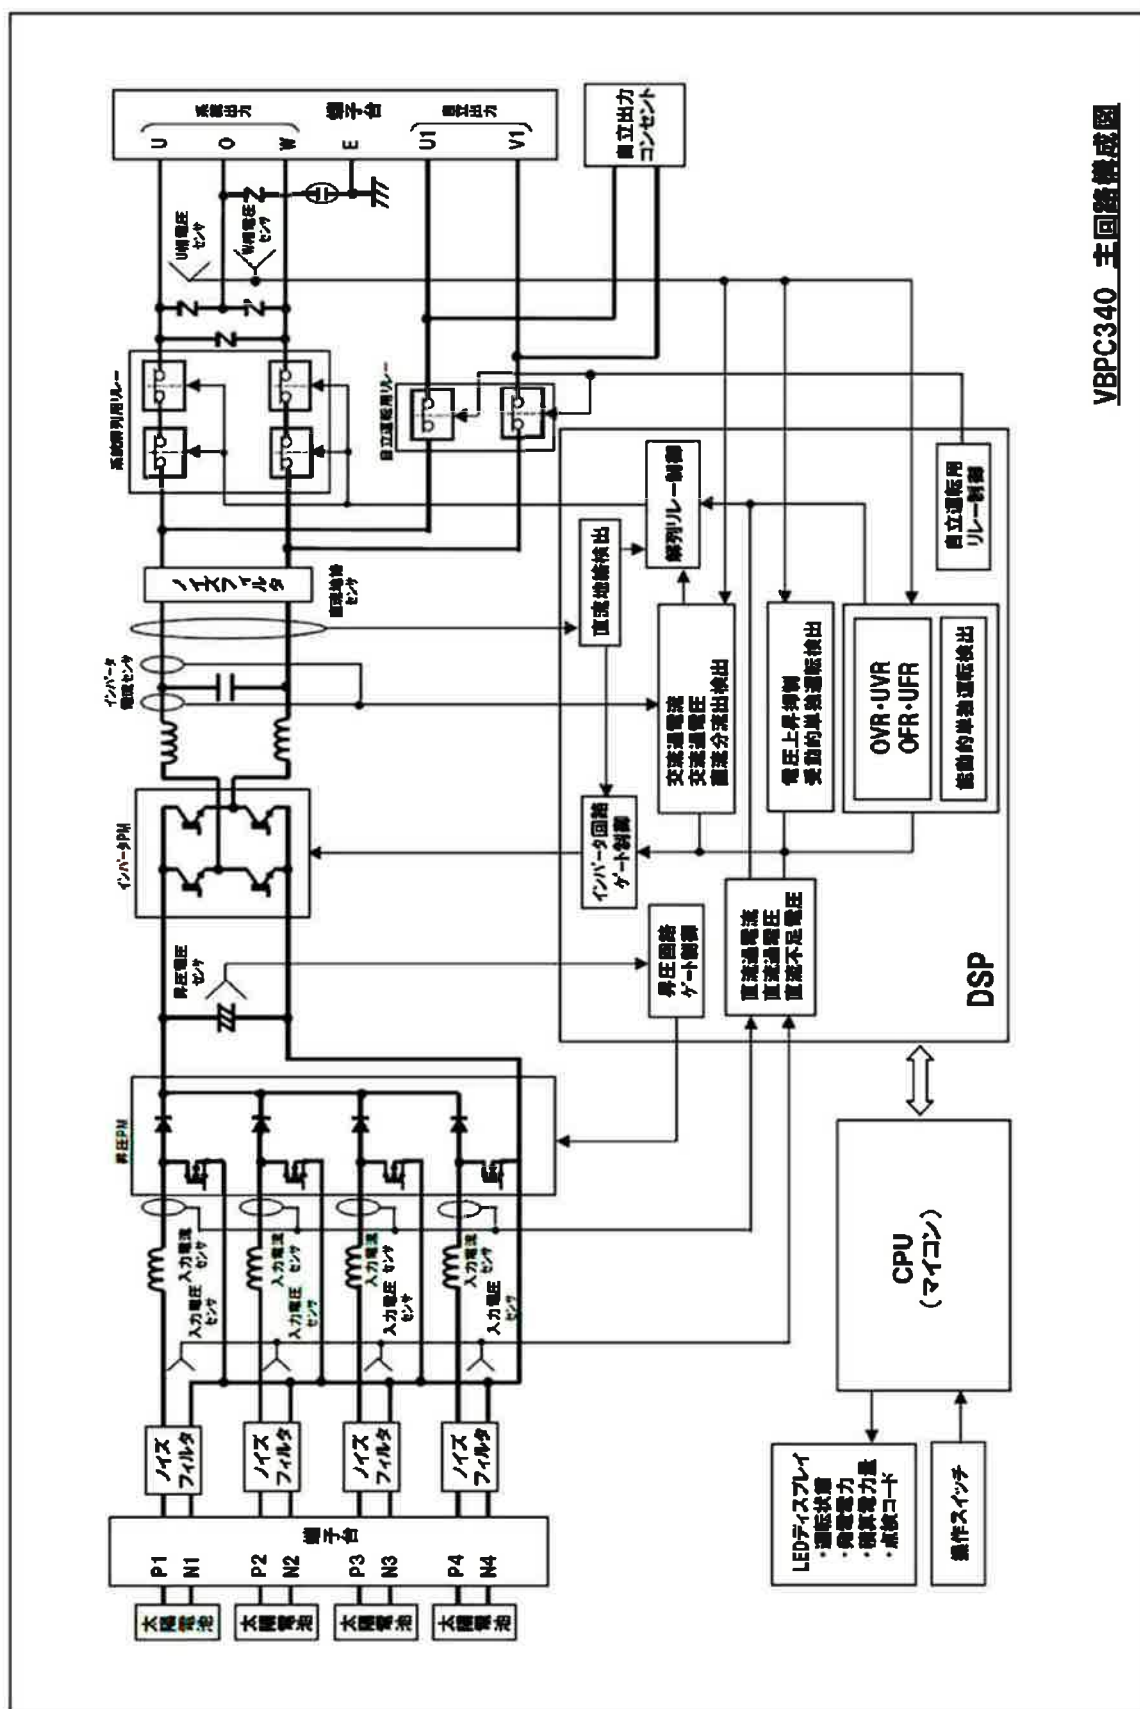 VBPC340 主回路構成図
太陽電池
太陽電池
太陽電池
太陽電池
端子台
P1
N1
P2
N2
P3
N3
P4
N4
ノイズ
フィルタ
ノイズ
フィルタ
ノイズ
フィルタ
ノイズ
フィルタ
入力電圧
センサ
入力電流
センサ
入力電圧
センサ
入力電流
センサ
入力電圧
センサ
入力電流
センサ
入力電圧
センサ
入力電流
センサ
昇圧PM
昇圧電圧
センサ
インバータPM
インバータ
電流センサ
直流地絡
センサ
ノイズフィルタ
系統解列用リレー
自立運転用リレー
U相電圧
センサ
W相電圧
センサ
系統出力
端子台
自立出力
U
O
W
E
U1
V1
自立出力
コンセント
昇圧回路
ゲート制御
インバータ回路
ゲート制御
直流地絡検出
解列リレー制御
交流過電流
交流過電圧
直流分流出検出
直流過電流
直流過電圧
直流不足電圧
電圧上昇抑制
受動的単独運転検出
OVR・UVR
OFR・UFR
能動的単独運転検出
自立運転用
リレー制御
DSP
CPU
(マイコン)
LEDディスプレイ
・運転状態
・発電電力
・積算電力量
・点検コード
操作スイッチ